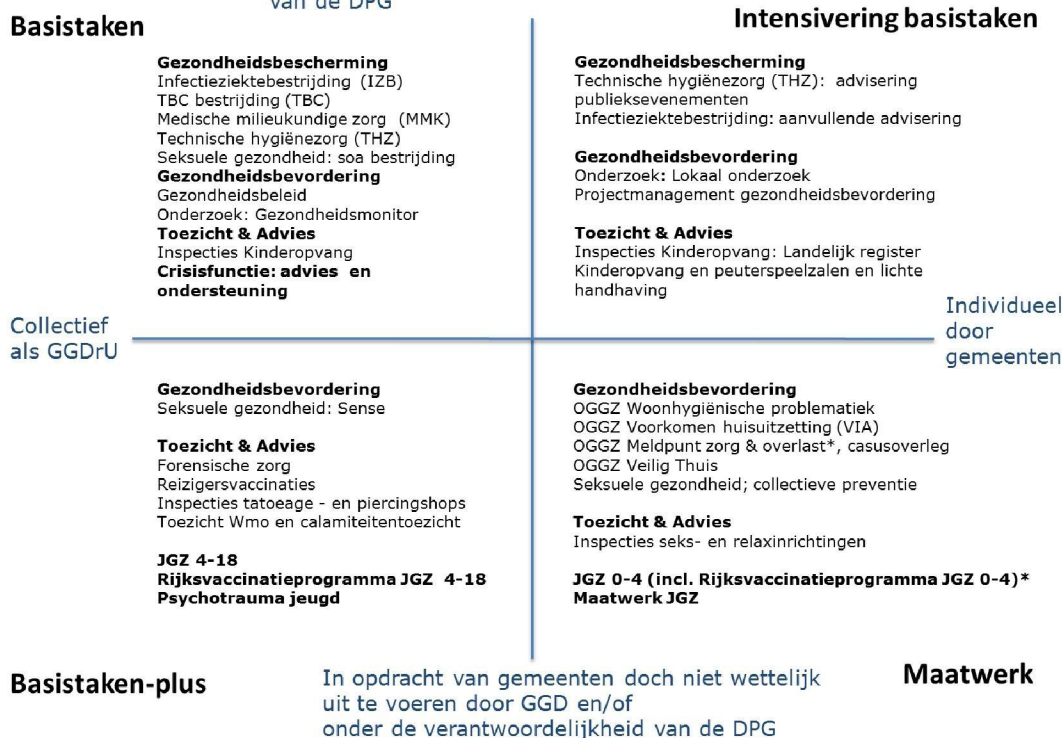 van de DPG
Basistaken
Intensivering basistaken
Gezondheidsbescherming
Infectieziektebestrijding (IZB)
TBC bestrijding (TBC)
Medische milieukundige zorg (MMK)
Technische hygiënezorg (THZ)
Seksuele gezondheid: soa bestrijding
Gezondheidsbevordering
Gezondheidsbeleid
Onderzoek: Gezondheidsmonitor
Toezicht & Advies
Inspecties Kinderopvang
Crisisfunctie: advies en
ondersteuning
Gezondheidsbescherming
Technische hygiënezorg (THZ): advisering
publieksevenementen
Infectieziektebestrijding: aanvullende advisering
Gezondheidsbevordering
Onderzoek: Lokaal onderzoek
Projectmanagement gezondheidsbevordering
Toezicht & Advies
Inspecties Kinderopvang: Landelijk register
Kinderopvang en peuterspeelzalen en lichte
handhaving
Collectief
als GGDrU
Individueel
door
gemeenten
Gezondheidsbevordering
Seksuele gezondheid: Sense
Toezicht & Advies
Forensische zorg
Reizigersvaccinaties
Inspecties tatoeage - en piercingshops
Toezicht Wmo en calamiteitentoezicht
JGZ 4-18
Rijksvaccinatieprogramma JGZ 4-18
Psychotrauma jeugd
Gezondheidsbevordering
OGGZ Woonhygiënische problematiek
OGGZ Voorkomen huisuitzetting (VIA)
OGGZ Meldpunt zorg & overlast*, casusoverleg
OGGZ Veilig Thuis
Seksuele gezondheid; collectieve preventie
Toezicht & Advies
Inspecties seks- en relaxinrichtingen
JGZ 0-4 (incl. Rijksvaccinatieprogramma JGZ 0-4)*
Maatwerk JGZ
Basistaken-plus
In opdracht van gemeenten doch niet wettelijk
uit te voeren door GGD en/of
onder de verantwoordelijkheid van de DPG
Maatwerk